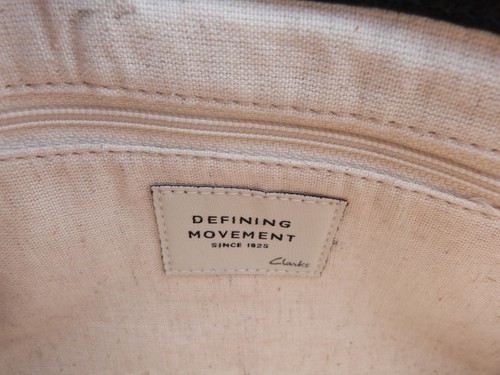 DEFINING
MOVEMENT
SINCE 1825
Clarks